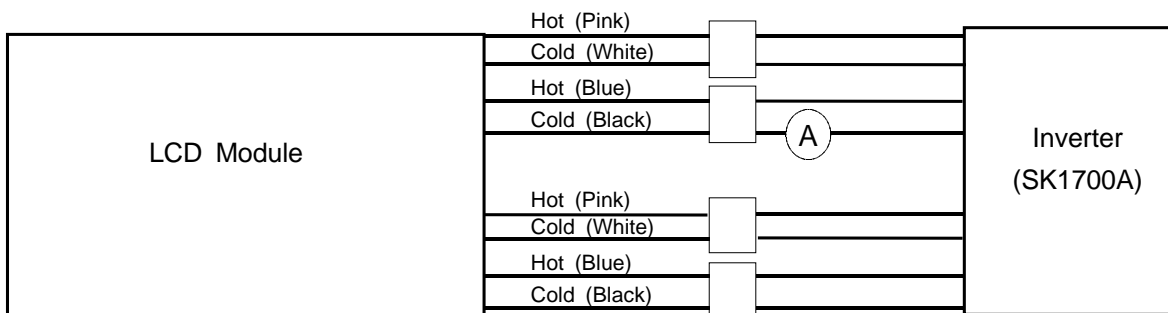 Hot (Pink)
Cold (White)
Hot (Blue)
Cold (Black)
A
LCD Module
Inverter
(SK1700A)
Hot (Pink)
Cold (White)
Hot (Blue)
Cold (Black)